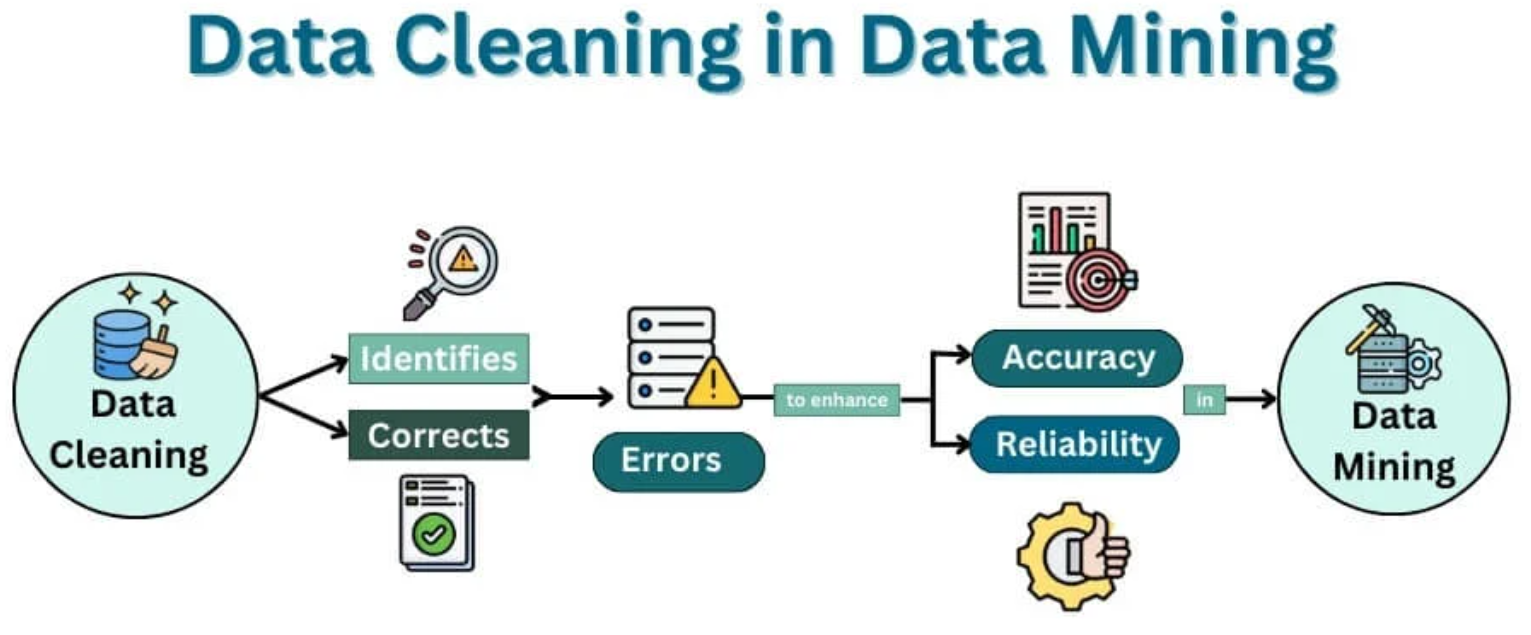 Data Cleaning in Data Mining
Data
Cleaning
Identifies
Corrects
Errors
to enhance
Accuracy
Reliability
in
Data
Mining